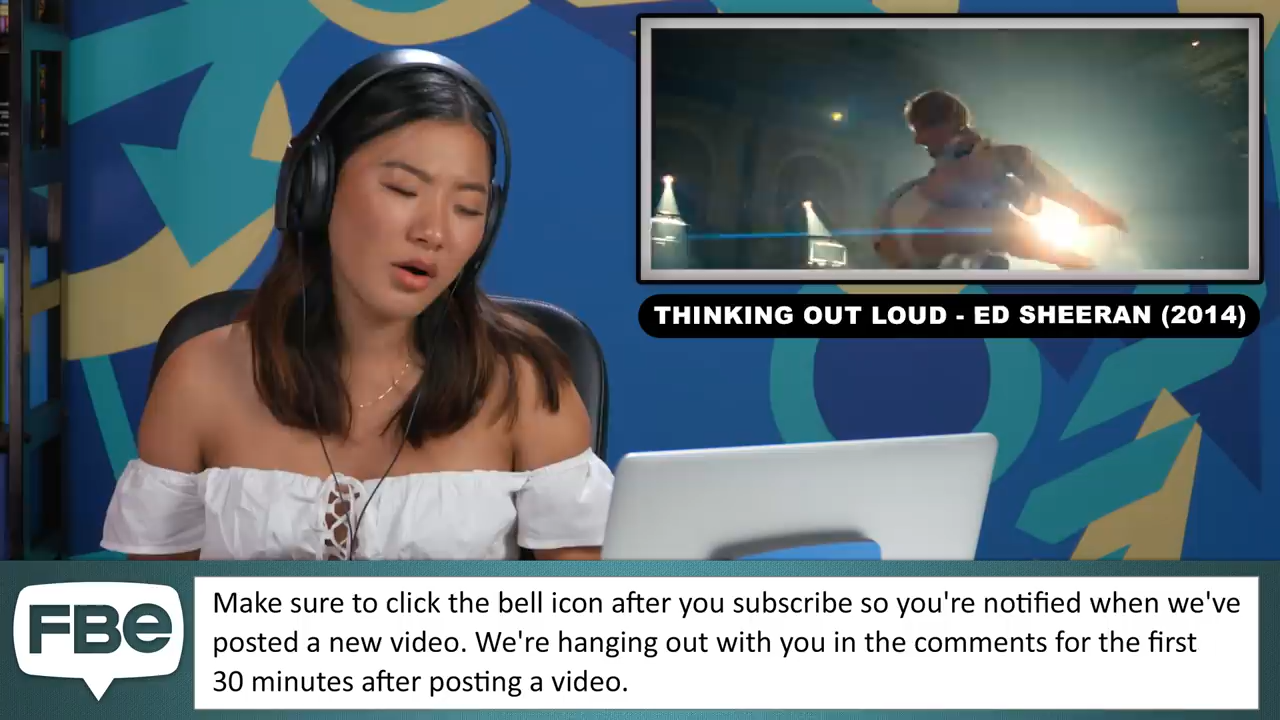 THINKING OUT LOUD - ED SHEERAN (2014)
FBE
Make sure to click the bell icon after you subscribe so you're notified when we've
posted a new video. We're hanging out with you in the comments for the first
30 minutes after posting a video.